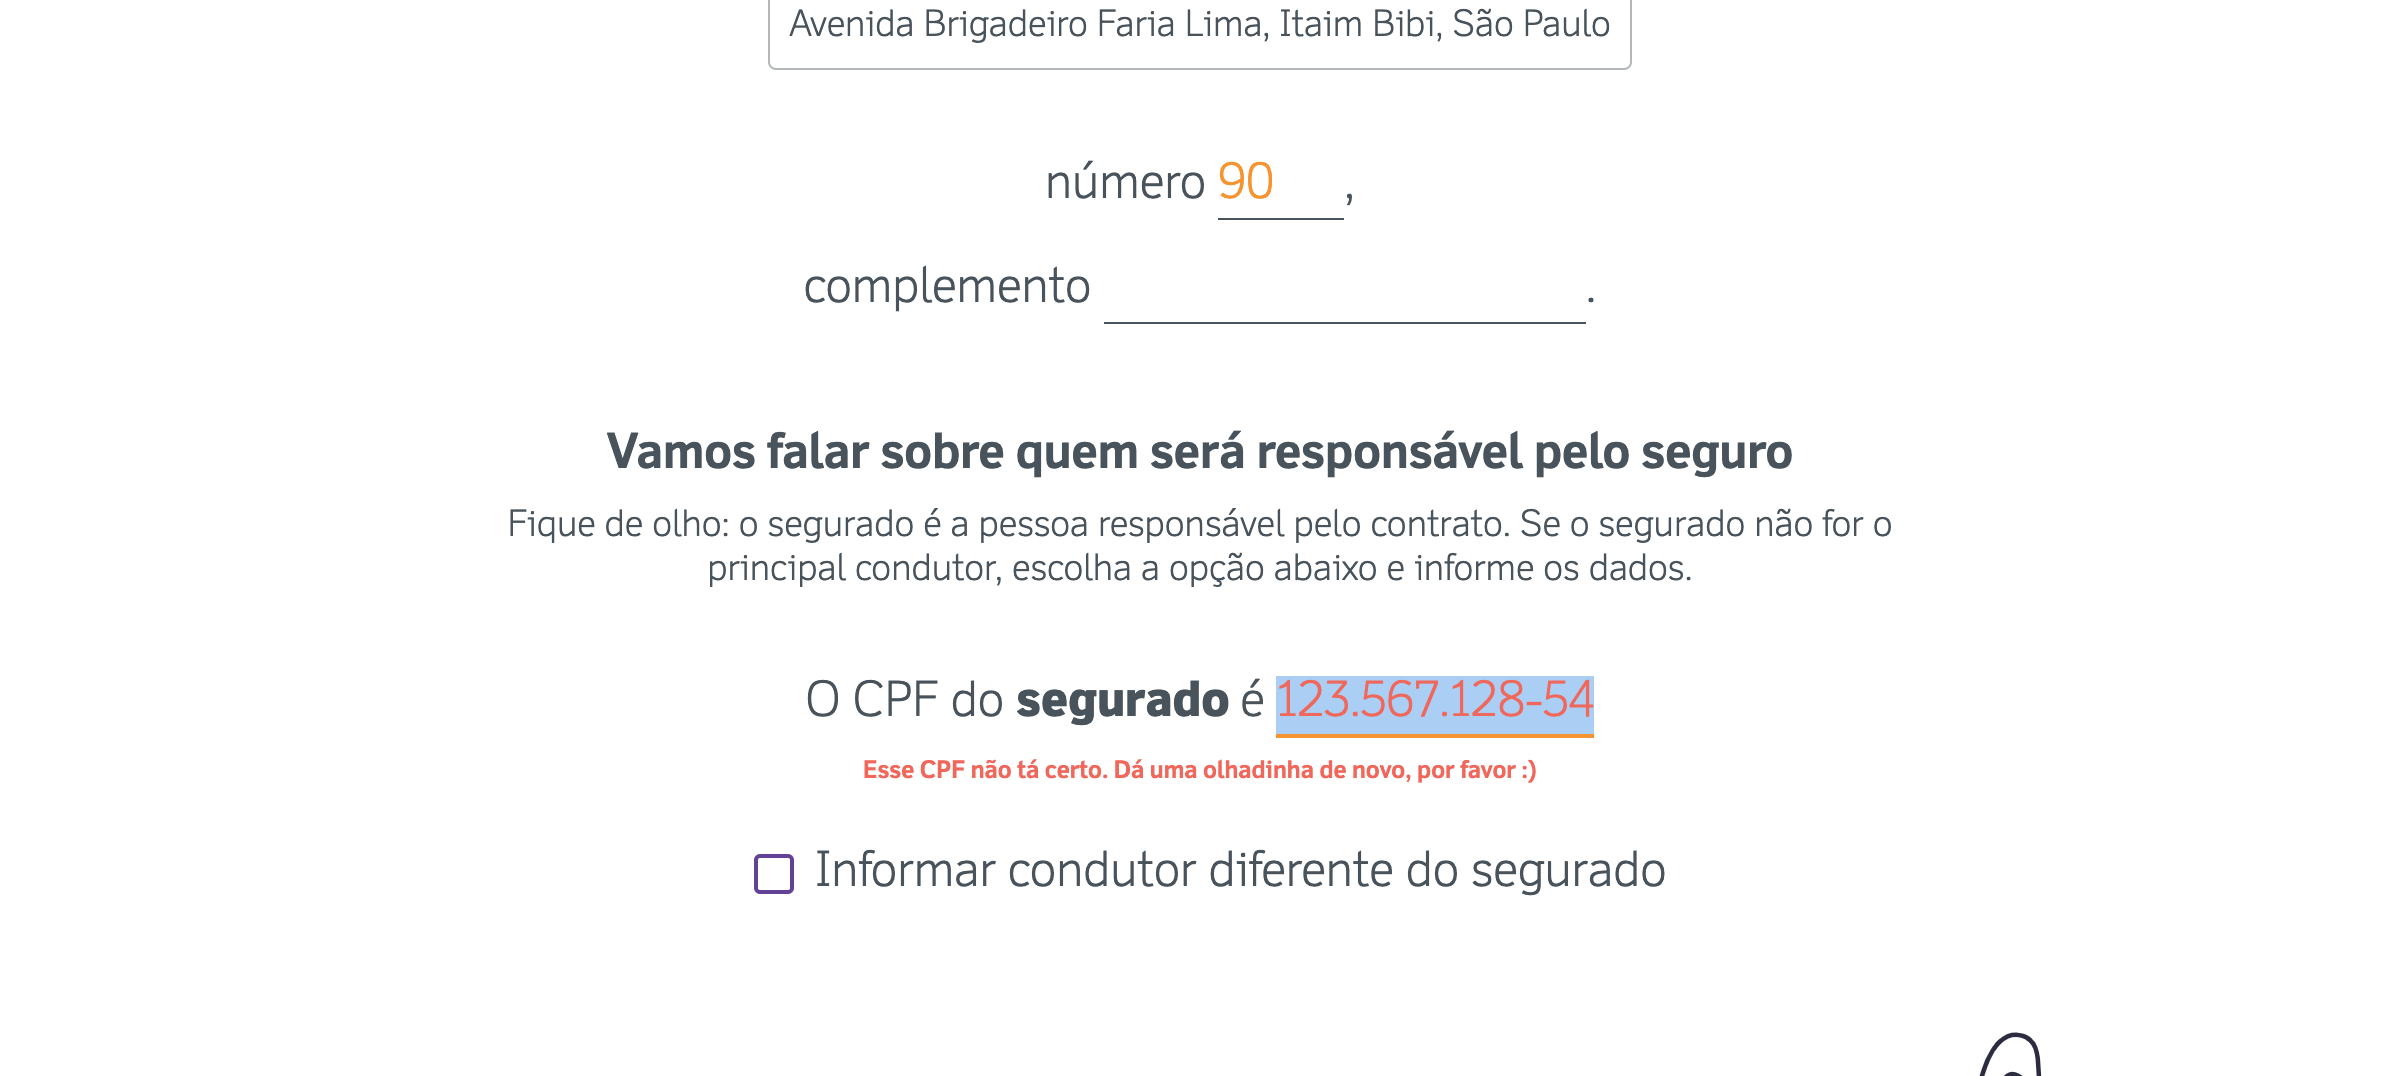 Avenida Brigadeiro Faria Lima, Itaim Bibi, São Paulo
número 90 ,
complemento .
Vamos falar sobre quem será responsável pelo seguro
Fique de olho: o segurado é a pessoa responsável pelo contrato. Se o segurado não for o
principal condutor, escolha a opção abaixo e informe os dados.
O CPF do segurado é 123.567.128-54
Esse CPF não tá certo. Dá uma olhadinha de novo, por favor :)
Informar condutor diferente do segurado